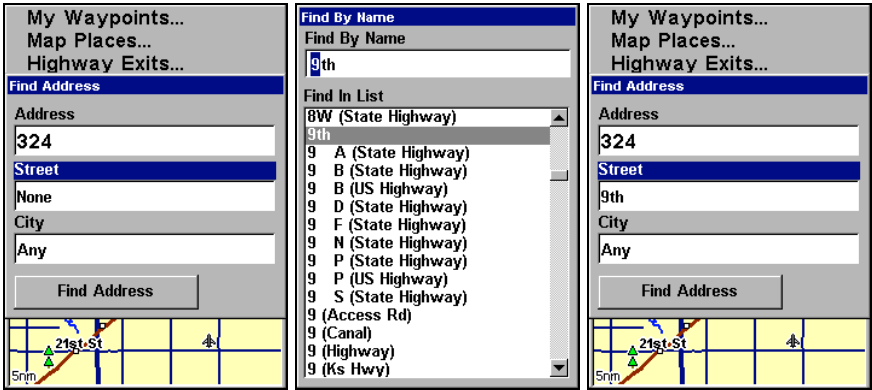 My Waypoints...
Map Places...
Highway Exits...
Find Address
Address
324
Street
None
City
Any
Find Address
21st St
5nm
Find By Name
Find By Name
9th
Find In List
8W (State Highway)
9th
9 A (State Highway)
9 B (State Highway)
9 B (US Highway)
9 D (State Highway)
9 F (State Highway)
9 N (State Highway)
9 P (State Highway)
9 P (US Highway)
9 S (State Highway)
9 (Access Rd)
9 (Canal)
9 (Highway)
9 (Ks Hwy)
My Waypoints...
Map Places...
Highway Exits...
Find Address
Address
324
Street
9th
City
Any
Find Address
21st St
5nm